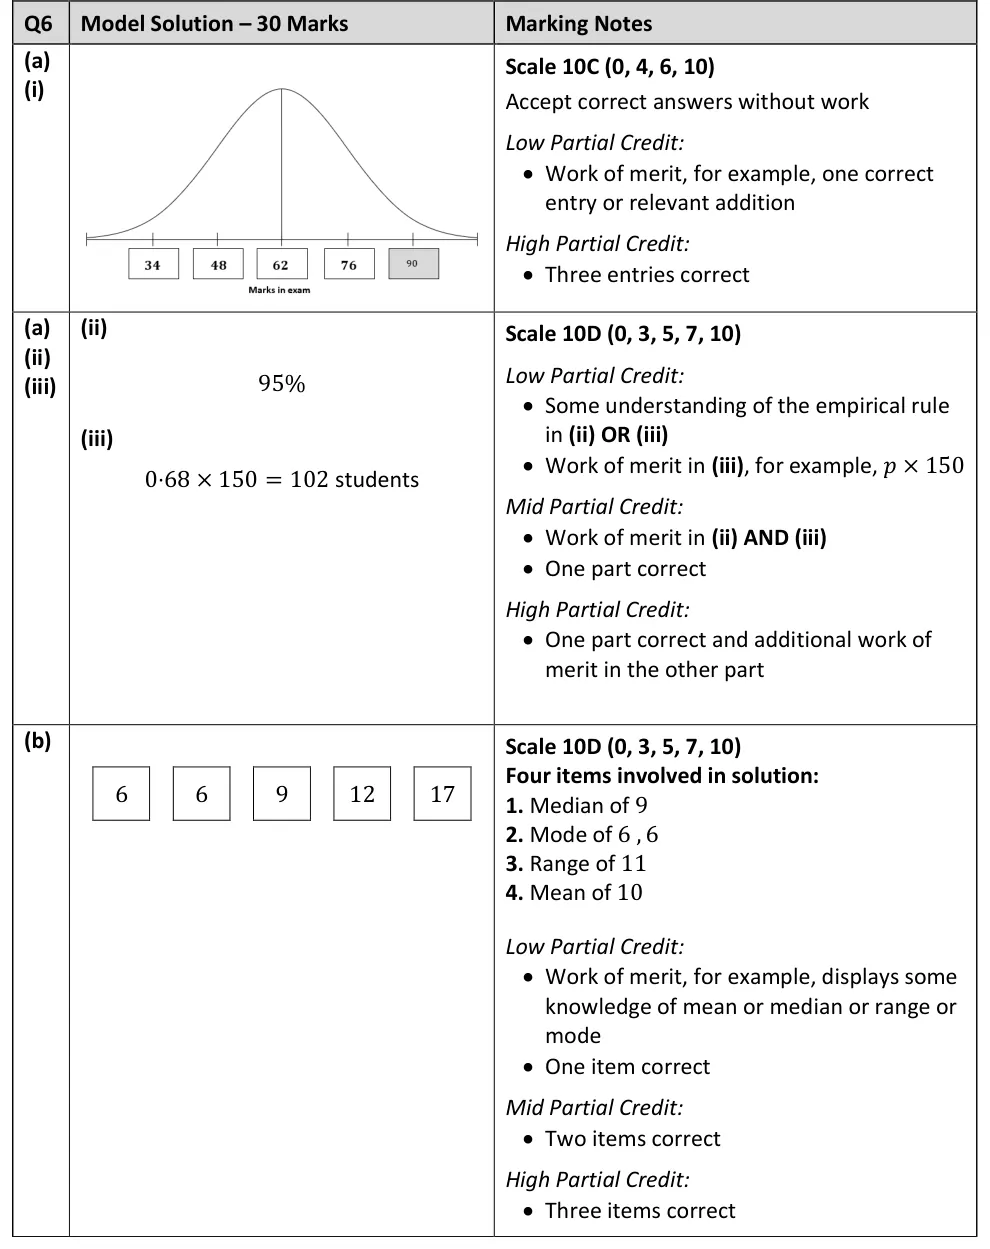 Q6 Model Solution – 30 Marks Marking Notes
(a)
(i)
34 48 62 76 90
Marks in exam
Scale 10C (0, 4, 6, 10)
Accept correct answers without work
Low Partial Credit:
• Work of merit, for example, one correct
entry or relevant addition
High Partial Credit:
• Three entries correct
(a)
(ii)
(iii)
(ii)
95%
(iii)
0·68 × 150 = 102 students
Scale 10D (0, 3, 5, 7, 10)
Low Partial Credit:
• Some understanding of the empirical rule
in (ii) OR (iii)
• Work of merit in (iii), for example, p × 150
Mid Partial Credit:
• Work of merit in (ii) AND (iii)
• One part correct
High Partial Credit:
• One part correct and additional work of
merit in the other part
(b)
6 6 9 12 17
Scale 10D (0, 3, 5, 7, 10)
Four items involved in solution:
1. Median of 9
2. Mode of 6 , 6
3. Range of 11
4. Mean of 10
Low Partial Credit:
• Work of merit, for example, displays some
knowledge of mean or median or range or
mode
• One item correct
Mid Partial Credit:
• Two items correct
High Partial Credit:
• Three items correct